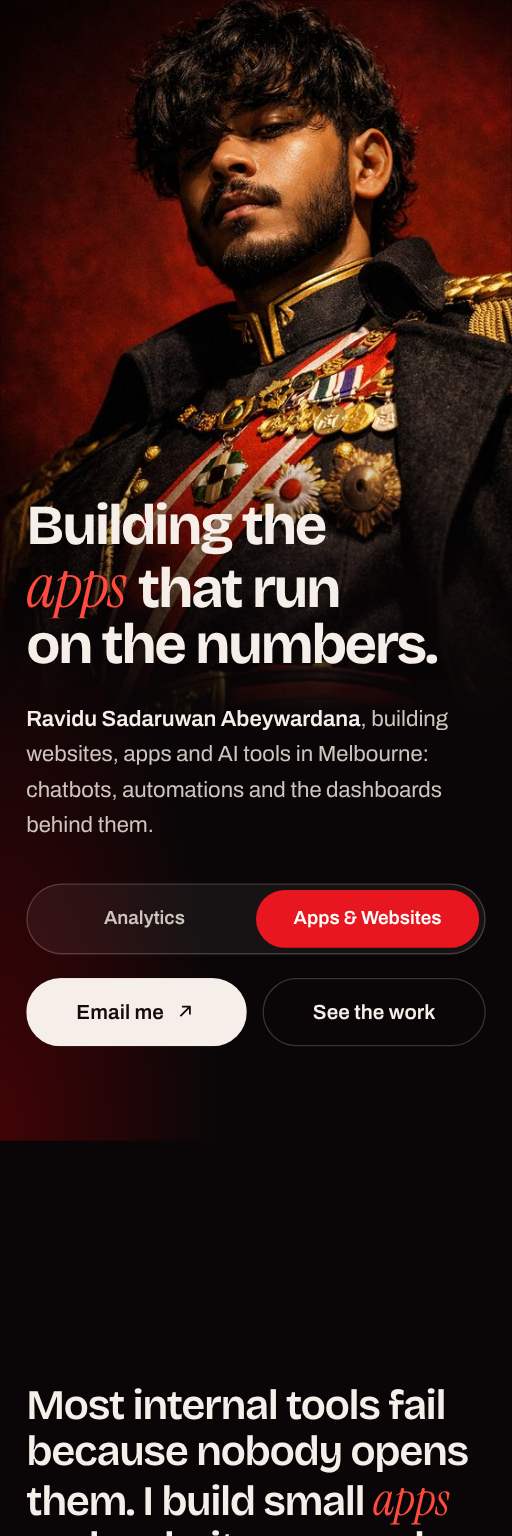 Building the
apps that run
on the numbers.
Ravidu Sadaruwan Abeywardana, building
websites, apps and AI tools in Melbourne:
chatbots, automations and the dashboards
behind them.
Analytics
Apps & Websites
Email me ↗
See the work
Most internal tools fail
because nobody opens
them. I build small apps